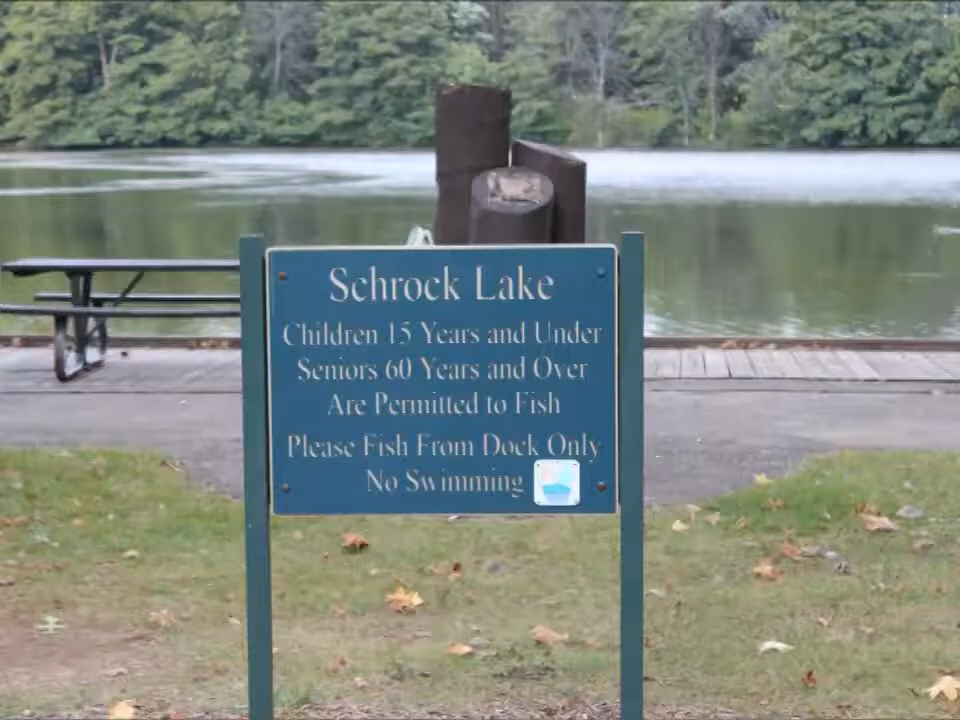 Schrock Lake
Children 15 Years and Under
Seniors 60 Years and Over
Are Permitted to Fish
Please Fish From Dock Only
No Swimming